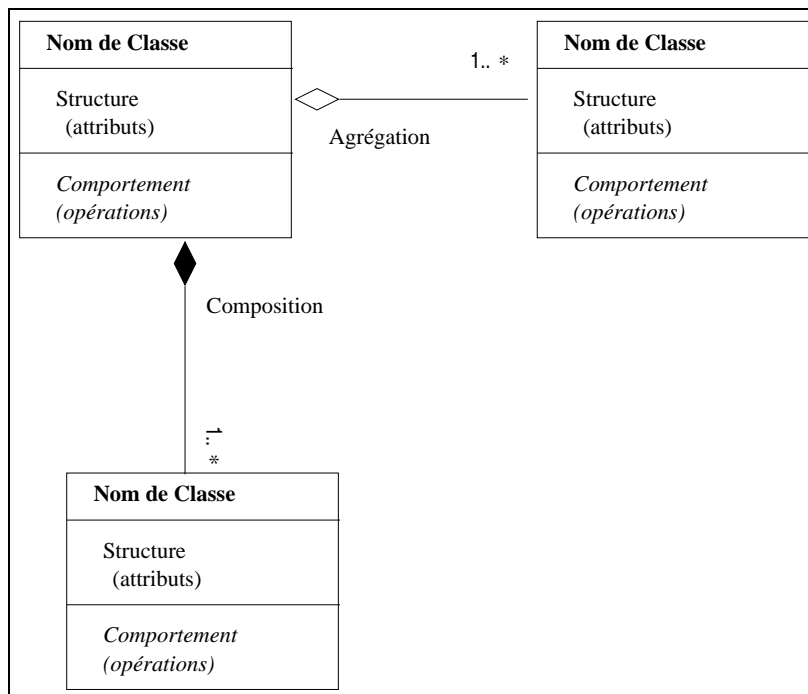 Nom de Classe
Structure
(attributs)
Comportement
(opérations)
1.. *
Agrégation
Nom de Classe
Structure
(attributs)
Comportement
(opérations)
Composition
1.. *
Nom de Classe
Structure
(attributs)
Comportement
(opérations)